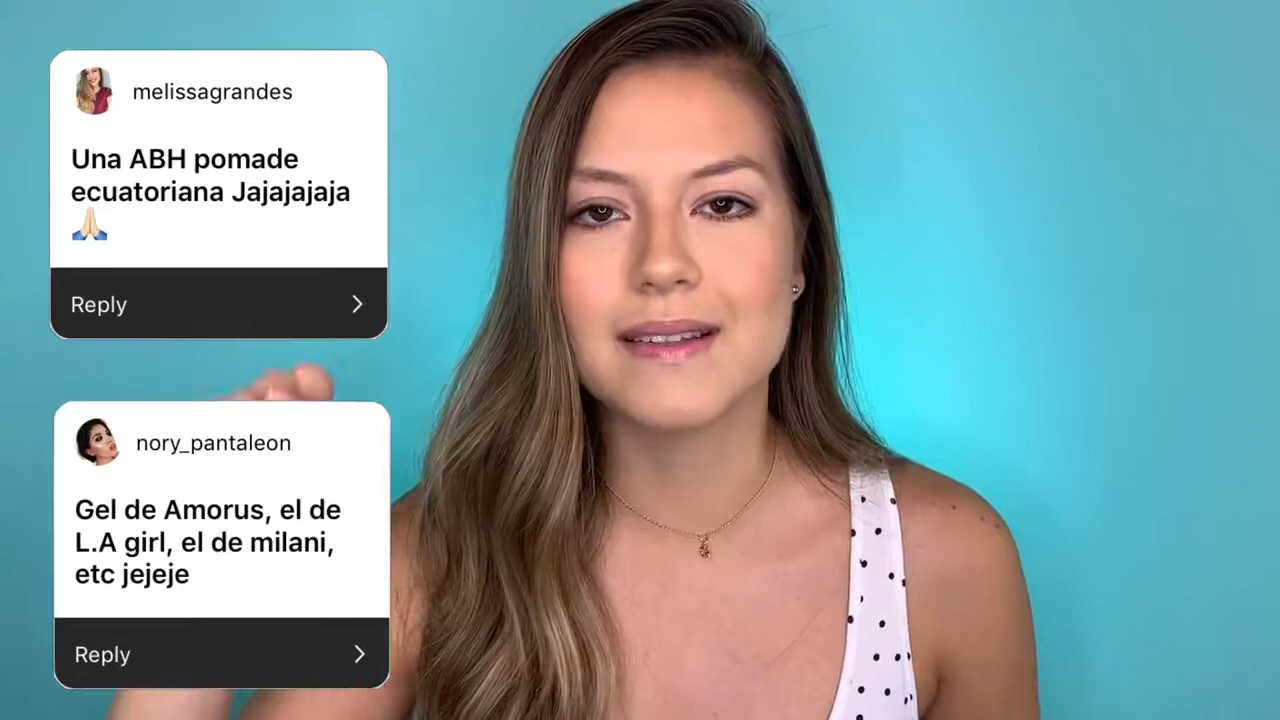 melissagrandes
Una ABH pomade
ecuatoriana Jajajajaja
🙏🏼
Reply
nory_pantaleon
Gel de Amorus, el de
L.A girl, el de milani,
etc jejeje
Reply